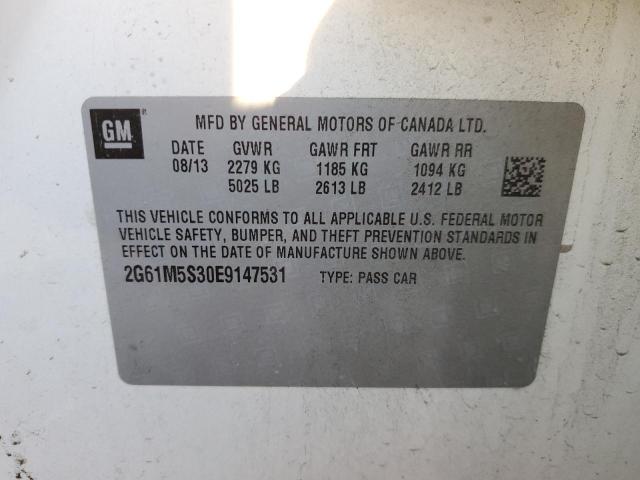 GM
MFD BY GENERAL MOTORS OF CANADA LTD.
DATE GVWR GAWR FRT GAWR RR
08/13 2279 KG 1185 KG 1094 KG
5025 LB 2613 LB 2412 LB
THIS VEHICLE CONFORMS TO ALL APPLICABLE U.S. FEDERAL MOTOR
VEHICLE SAFETY, BUMPER, AND THEFT PREVENTION STANDARDS IN
EFFECT ON THE DATE OF MANUFACTURE SHOWN ABOVE.
2G61M5S30E9147531 TYPE: PASS CAR